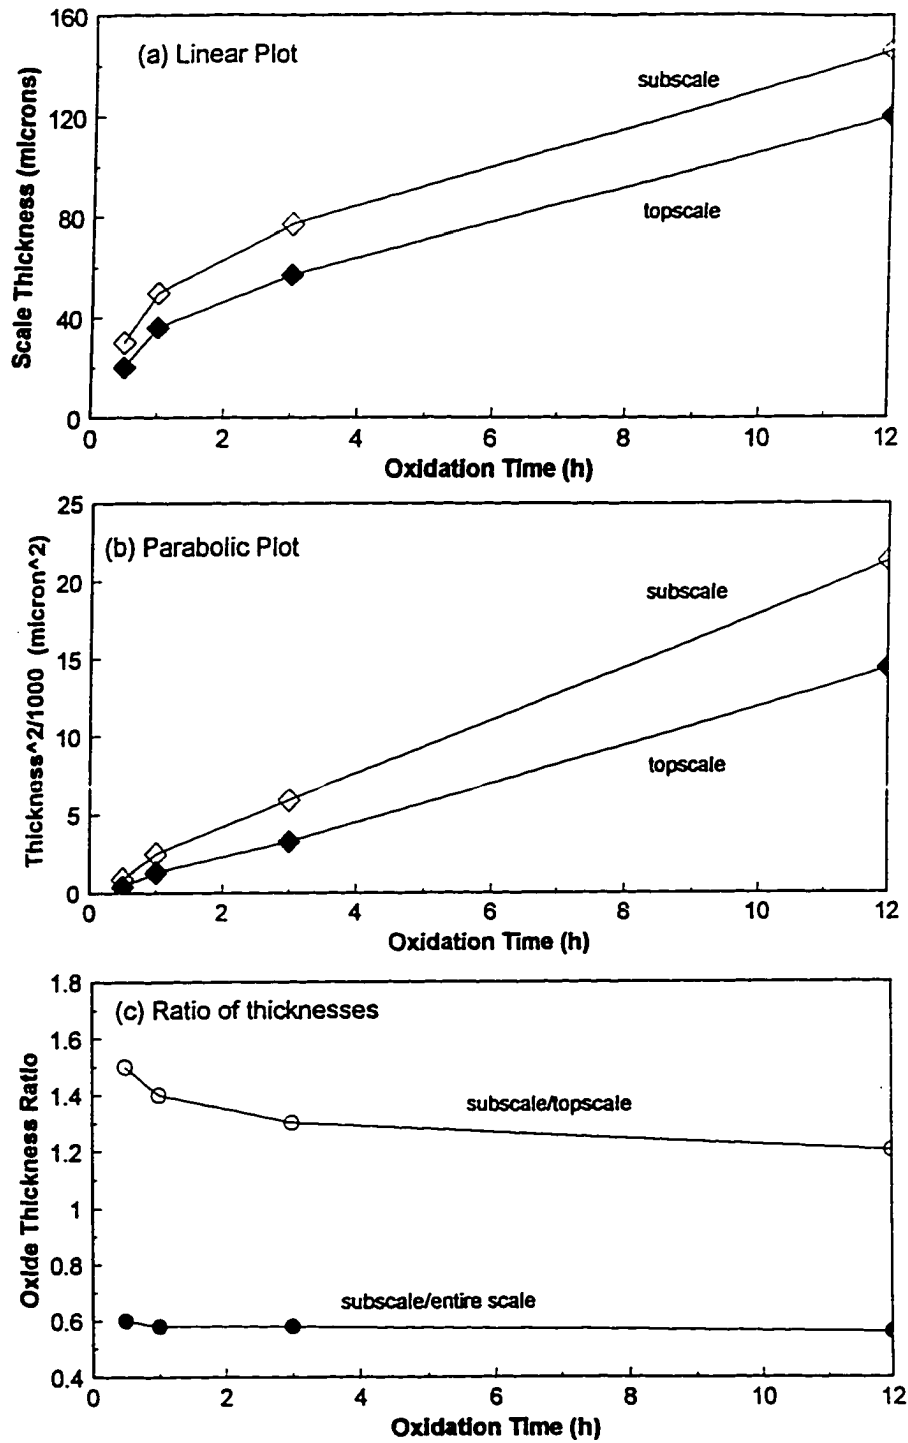 160
(a) Linear Plot
subscale
120
topscale
80
40
0
Scale Thickness (microns)
0 2 4 6 8 10 12
Oxidation Time (h)
25
(b) Parabolic Plot
20
subscale
15
10
topscale
5
0
Thicknoss^2/1000 (micron^2)
0 2 4 6 8 10 12
Oxidation Time (h)
1.8
(c) Ratio of thicknesses
1.6
1.4
subscale/topscale
1.2
1
0.8
subscale/entire scale
0.6
0.4
Oxide Thickness Ratio
0 2 4 6 8 10 12
Oxidation Time (h)